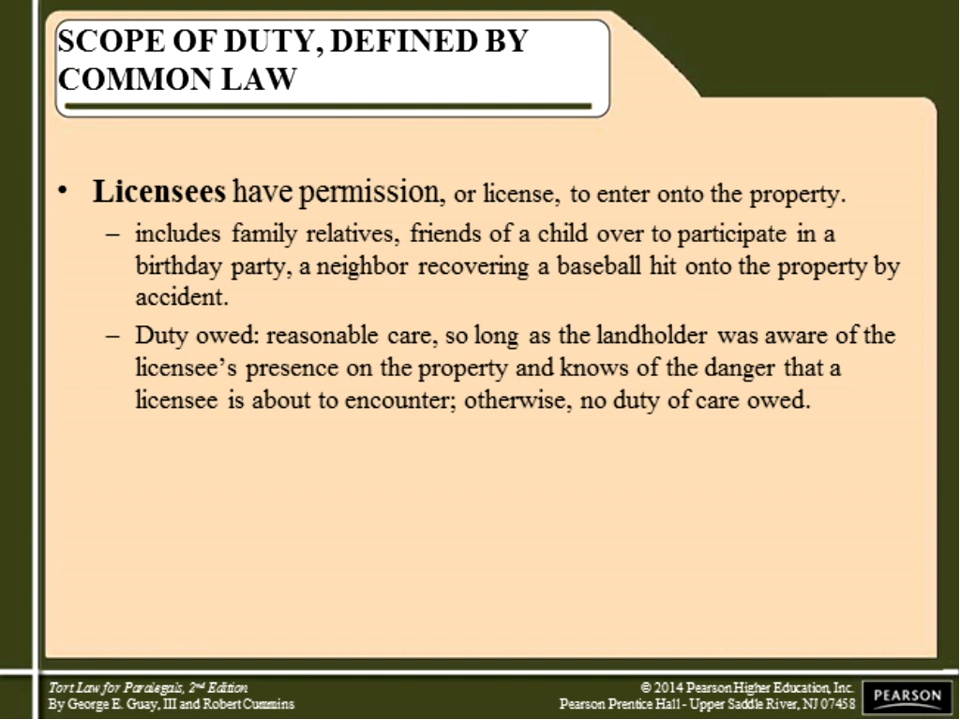 SCOPE OF DUTY, DEFINED BY
COMMON LAW
• Licensees have permission, or license, to enter onto the property.
– includes family relatives, friends of a child over to participate in a
birthday party, a neighbor recovering a baseball hit onto the property by
accident.
– Duty owed: reasonable care, so long as the landholder was aware of the
licensee's presence on the property and knows of the danger that a
licensee is about to encounter; otherwise, no duty of care owed.
Tort Law for Paralegals, 2nd Edition
By George E. Guay, III and Robert Cummins
© 2014 Pearson Higher Education, Inc.
Pearson Prentice Hall - Upper Saddle River, NJ 07458
PEARSON